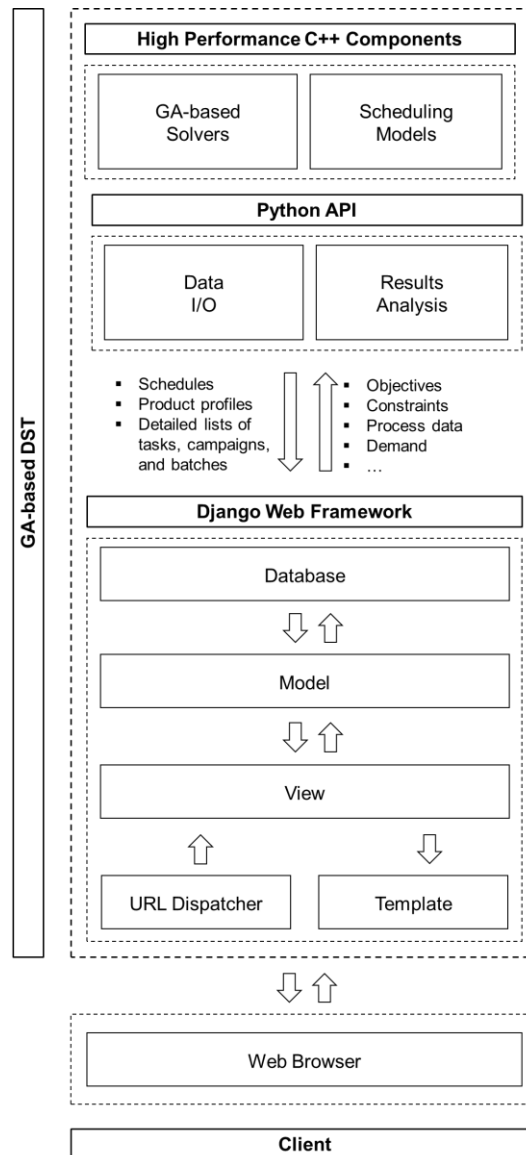 GA-based DST
High Performance C++ Components
GA-based
Solvers
Scheduling
Models
Python API
Data
I/O
Results
Analysis
▪ Schedules
▪ Product profiles
▪ Detailed lists of
tasks, campaigns,
and batches
▪ Objectives
▪ Constraints
▪ Process data
▪ Demand
▪ …
Django Web Framework
Database
Model
View
URL Dispatcher
Template
Web Browser
Client